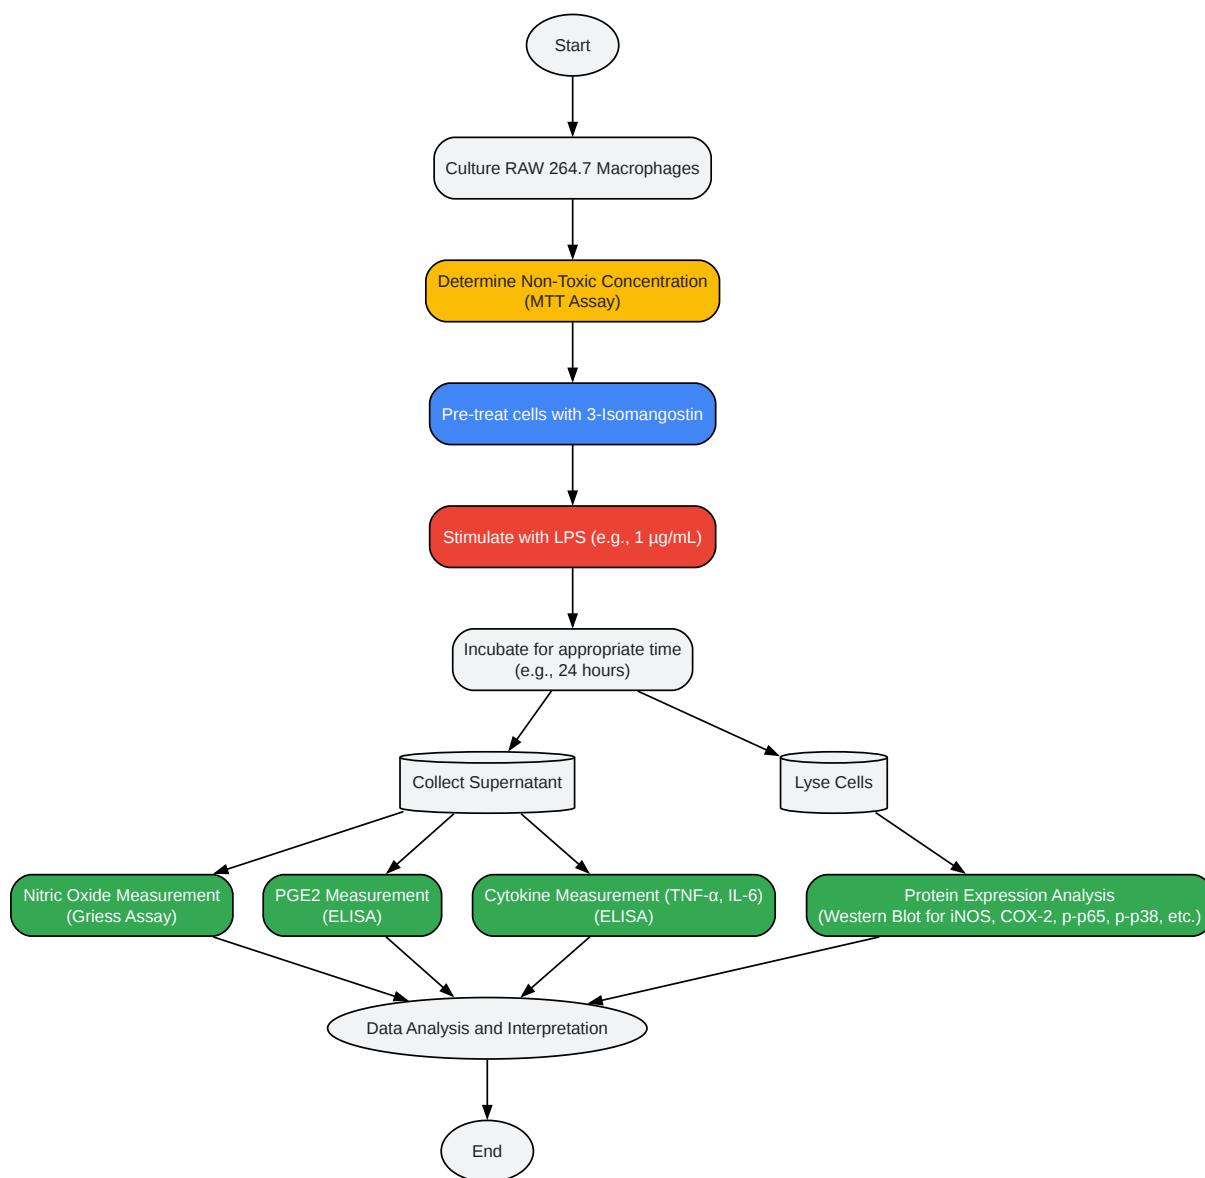 Start
Culture RAW 264.7 Macrophages
Determine Non-Toxic Concentration
(MTT Assay)
Pre-treat cells with 3-Isomangostin
Stimulate with LPS (e.g., 1 µg/mL)
Incubate for appropriate time
(e.g., 24 hours)
Collect Supernatant
Lyse Cells
Nitric Oxide Measurement
(Griess Assay)
PGE2 Measurement
(ELISA)
Cytokine Measurement (TNF-α, IL-6)
(ELISA)
Protein Expression Analysis
(Western Blot for iNOS, COX-2, p-p65, p-p38, etc.)
Data Analysis and Interpretation
End